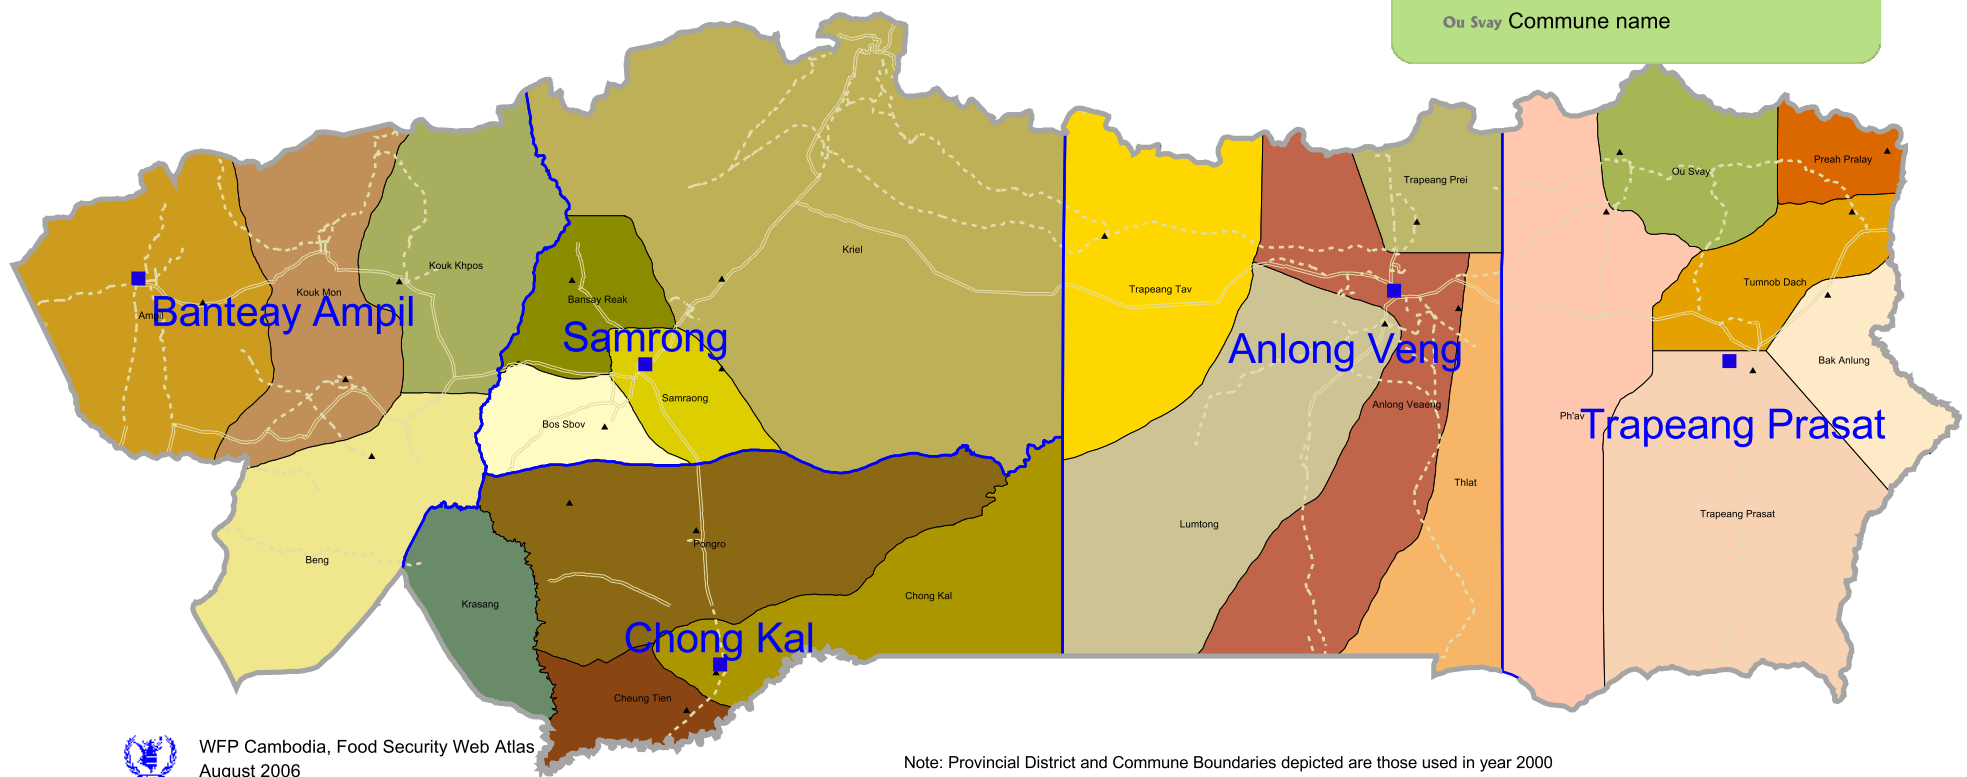 Ou Svay Commune name
Preah Pralay
Ou Svay
Trapeang Prei
Kriel
Kouk Khpos
Tumnob Dach
Trapeang Tav
Kouk Mon
Bansay Reak
Ampil
Banteay Ampil
Samrong
Anlong Veng
Bak Anlung
Samraong
Anlong Veaeng
Ph'av
Trapeang Prasat
Bos Sbov
Thlat
Trapeang Prasat
Lumtong
Pongro
Beng
Chong Kal
Krasang
Chong Kal
Cheung Tien
WFP Cambodia, Food Security Web Atlas
August 2006
Note: Provincial District and Commune Boundaries depicted are those used in year 2000